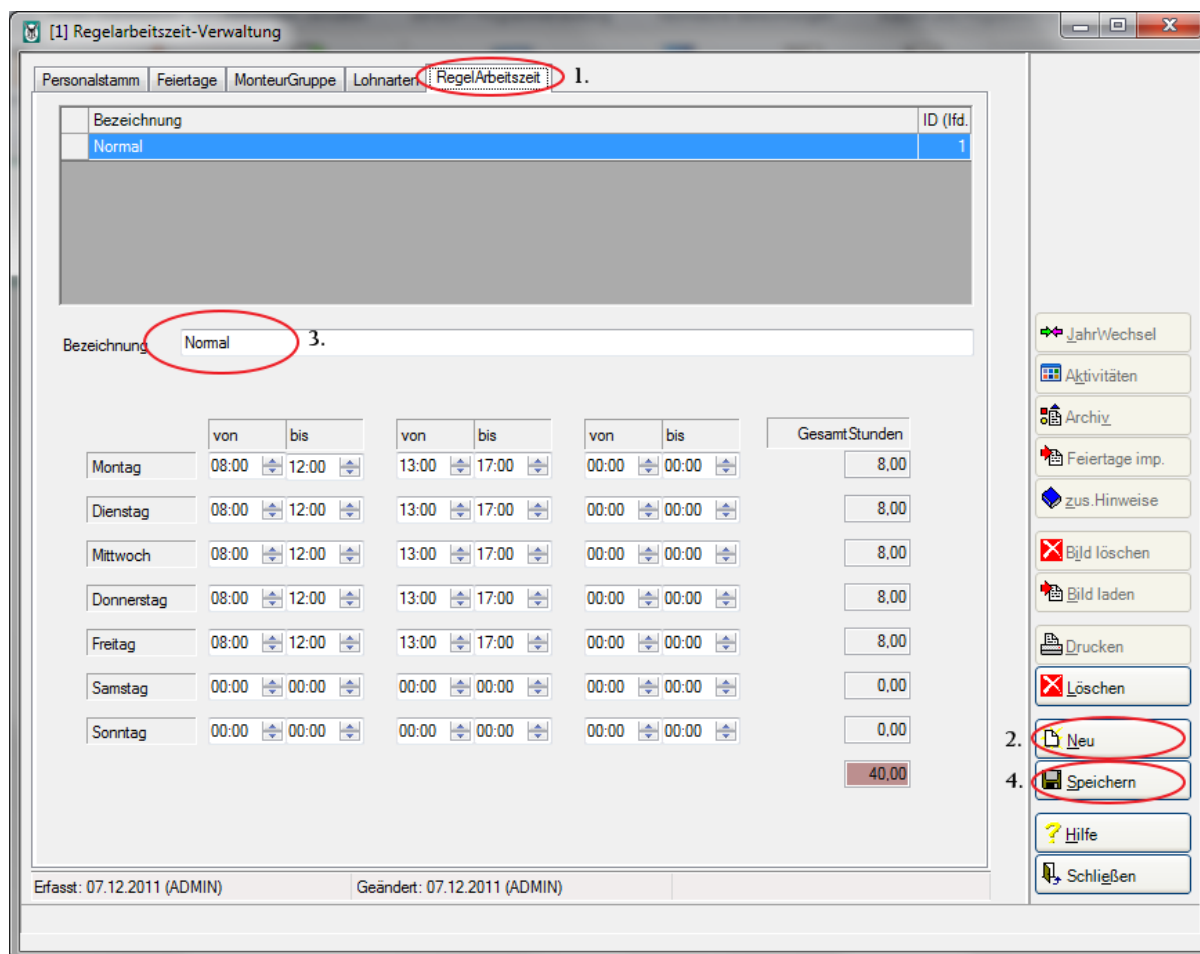 [1] Regelarbeitszeit-Verwaltung
Personalstamm Feiertage MonteurGruppe Lohnarten RegelArbeitszeit 1.
Bezeichnung ID (lfd.
Normal 1
Bezeichnung Normal 3.
von bis von bis von bis GesamtStunden
Montag 08:00 12:00 13:00 17:00 00:00 00:00 8,00
Dienstag 08:00 12:00 13:00 17:00 00:00 00:00 8,00
Mittwoch 08:00 12:00 13:00 17:00 00:00 00:00 8,00
Donnerstag 08:00 12:00 13:00 17:00 00:00 00:00 8,00
Freitag 08:00 12:00 13:00 17:00 00:00 00:00 8,00
Samstag 00:00 00:00 00:00 00:00 00:00 00:00 0,00
Sonntag 00:00 00:00 00:00 00:00 00:00 00:00 0,00
40,00
JahrWechsel
Aktivitäten
Archiv
Feiertage imp.
zus.Hinweise
Bild löschen
Bild laden
Drucken
Löschen
2. Neu
4. Speichern
Hilfe
Schließen
Erfasst: 07.12.2011 (ADMIN) Geändert: 07.12.2011 (ADMIN)